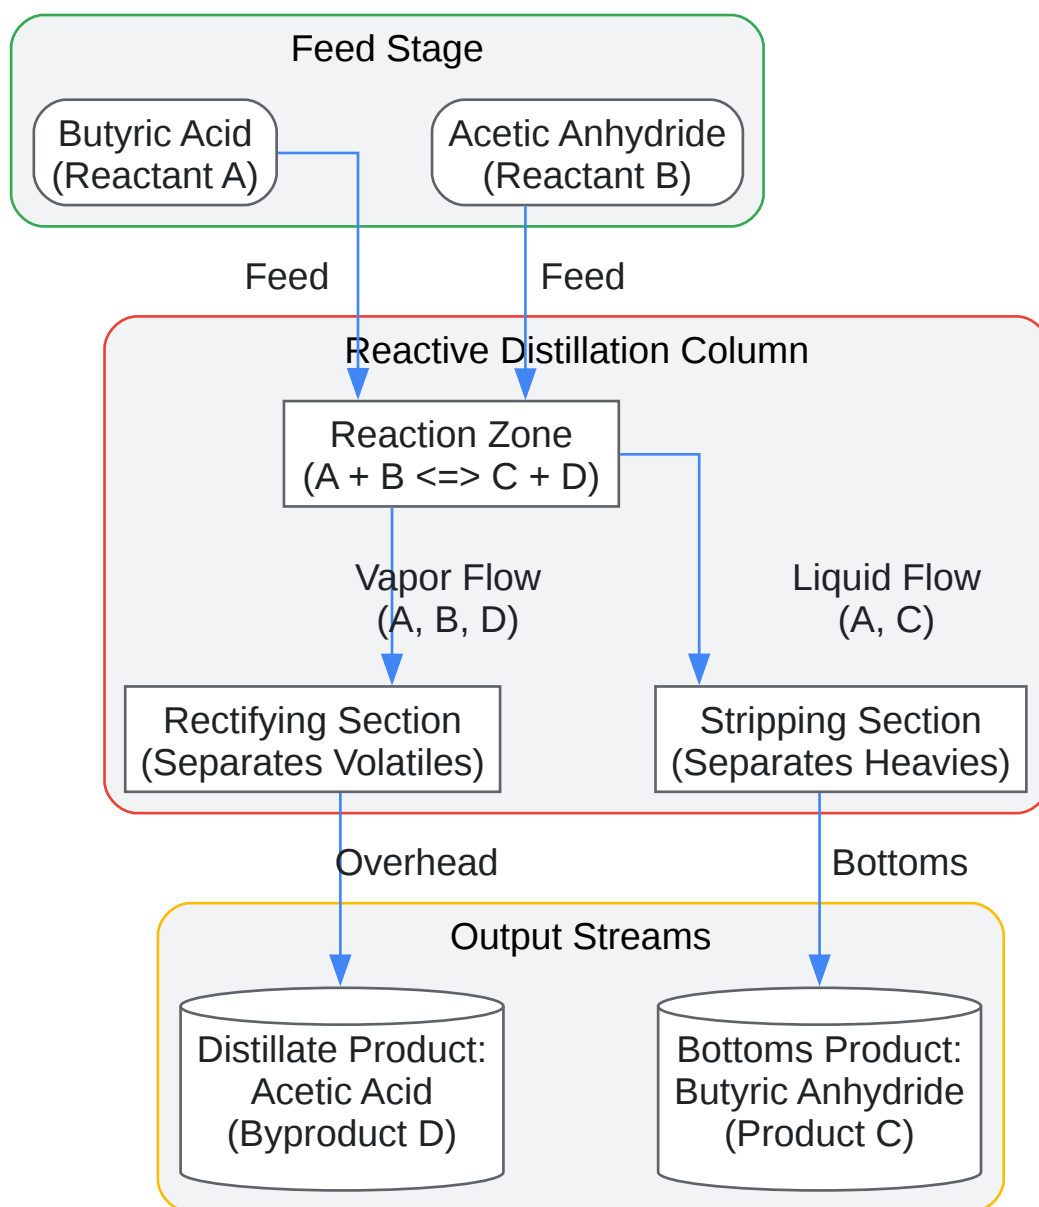 Feed Stage
Butyric Acid
(Reactant A)
Acetic Anhydride
(Reactant B)
Feed
Feed
Reactive Distillation Column
Reaction Zone
(A + B <=> C + D)
Vapor Flow
(A, B, D)
Liquid Flow
(A, C)
Rectifying Section
(Separates Volatiles)
Stripping Section
(Separates Heavies)
Overhead
Bottoms
Output Streams
Distillate Product:
Acetic Acid
(Byproduct D)
Bottoms Product:
Butyric Anhydride
(Product C)